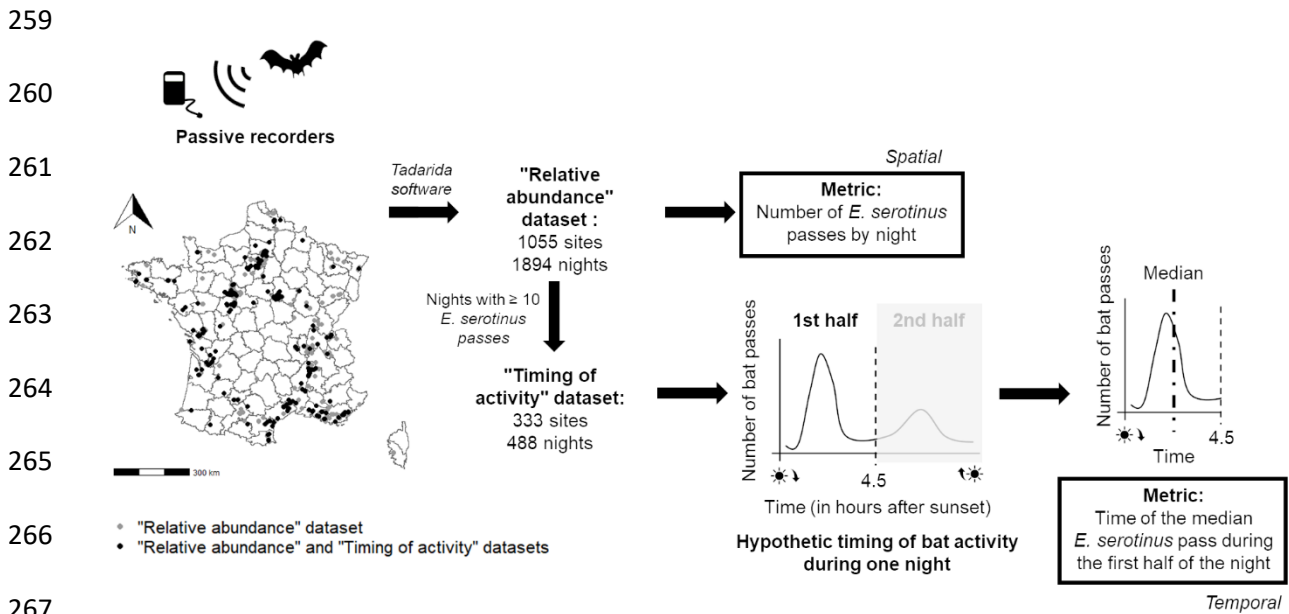 259
260
Passive recorders
261
Tadarida
software
"Relative
abundance"
dataset :
1055 sites
1894 nights
Spatial
Metric:
Number of E. serotinus
passes by night
N
262
263
Nights with ≥ 10
E. serotinus
passes
264
"Timing of
activity" dataset:
333 sites
488 nights
Number of bat passes
1st half
2nd half
4.5
Time (in hours after sunset)
Hypothetic timing of bat activity
during one night
Number of bat passes
Median
4.5
Time
265
300 km
266
"Relative abundance" dataset
"Relative abundance" and "Timing of activity" datasets
Metric:
Time of the median
E. serotinus pass during
the first half of the night
Temporal
267